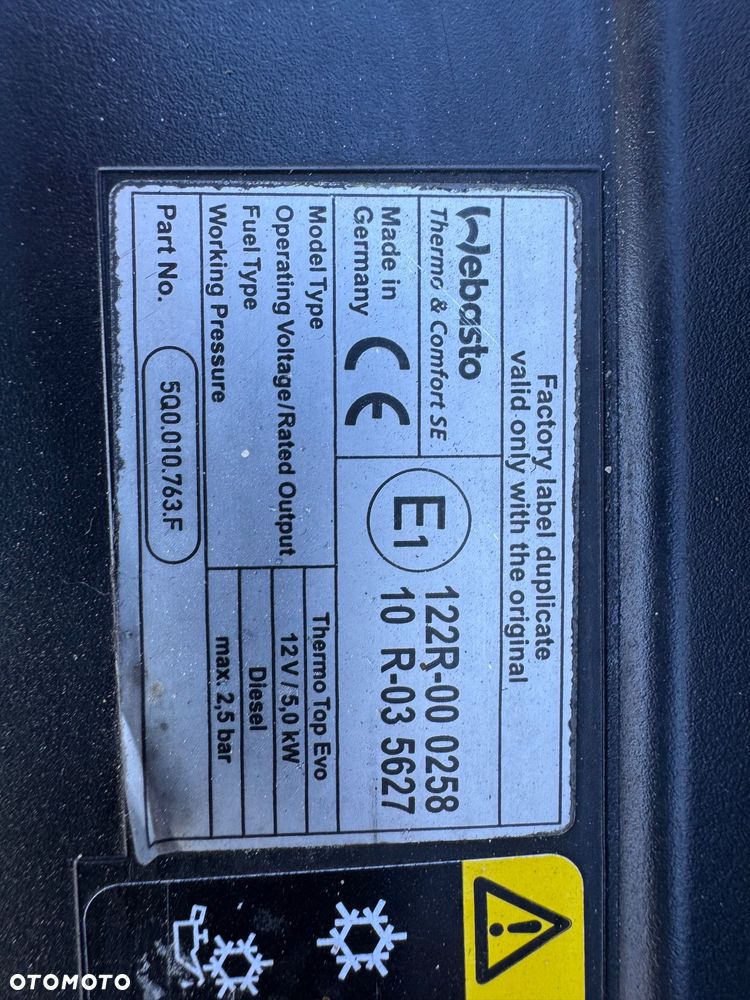 Factory label duplicate
valid only with the original
Webasto
Thermo & Comfort SE
Made in
Germany
CE
E1
122R-00 0258
10 R-03 5627
Model Type
Thermo Top Evo
Operating Voltage/Rated Output
12 V / 5,0 kW
Fuel Type
Diesel
Working Pressure
max. 2,5 bar
Part No.
5Q0.010.763.F
OTOMOTO